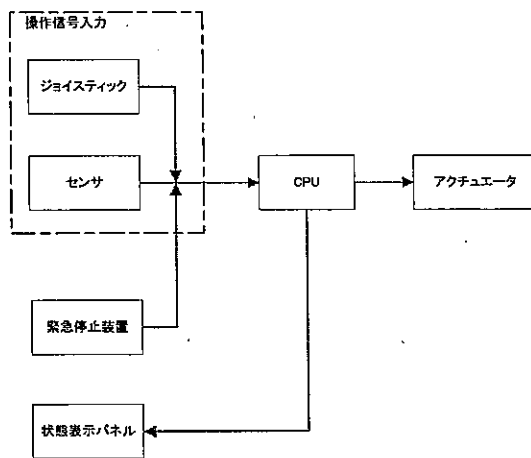 操作信号入力
ジョイスティック
センサ
CPU
アクチュエータ
緊急停止装置
状態表示パネル